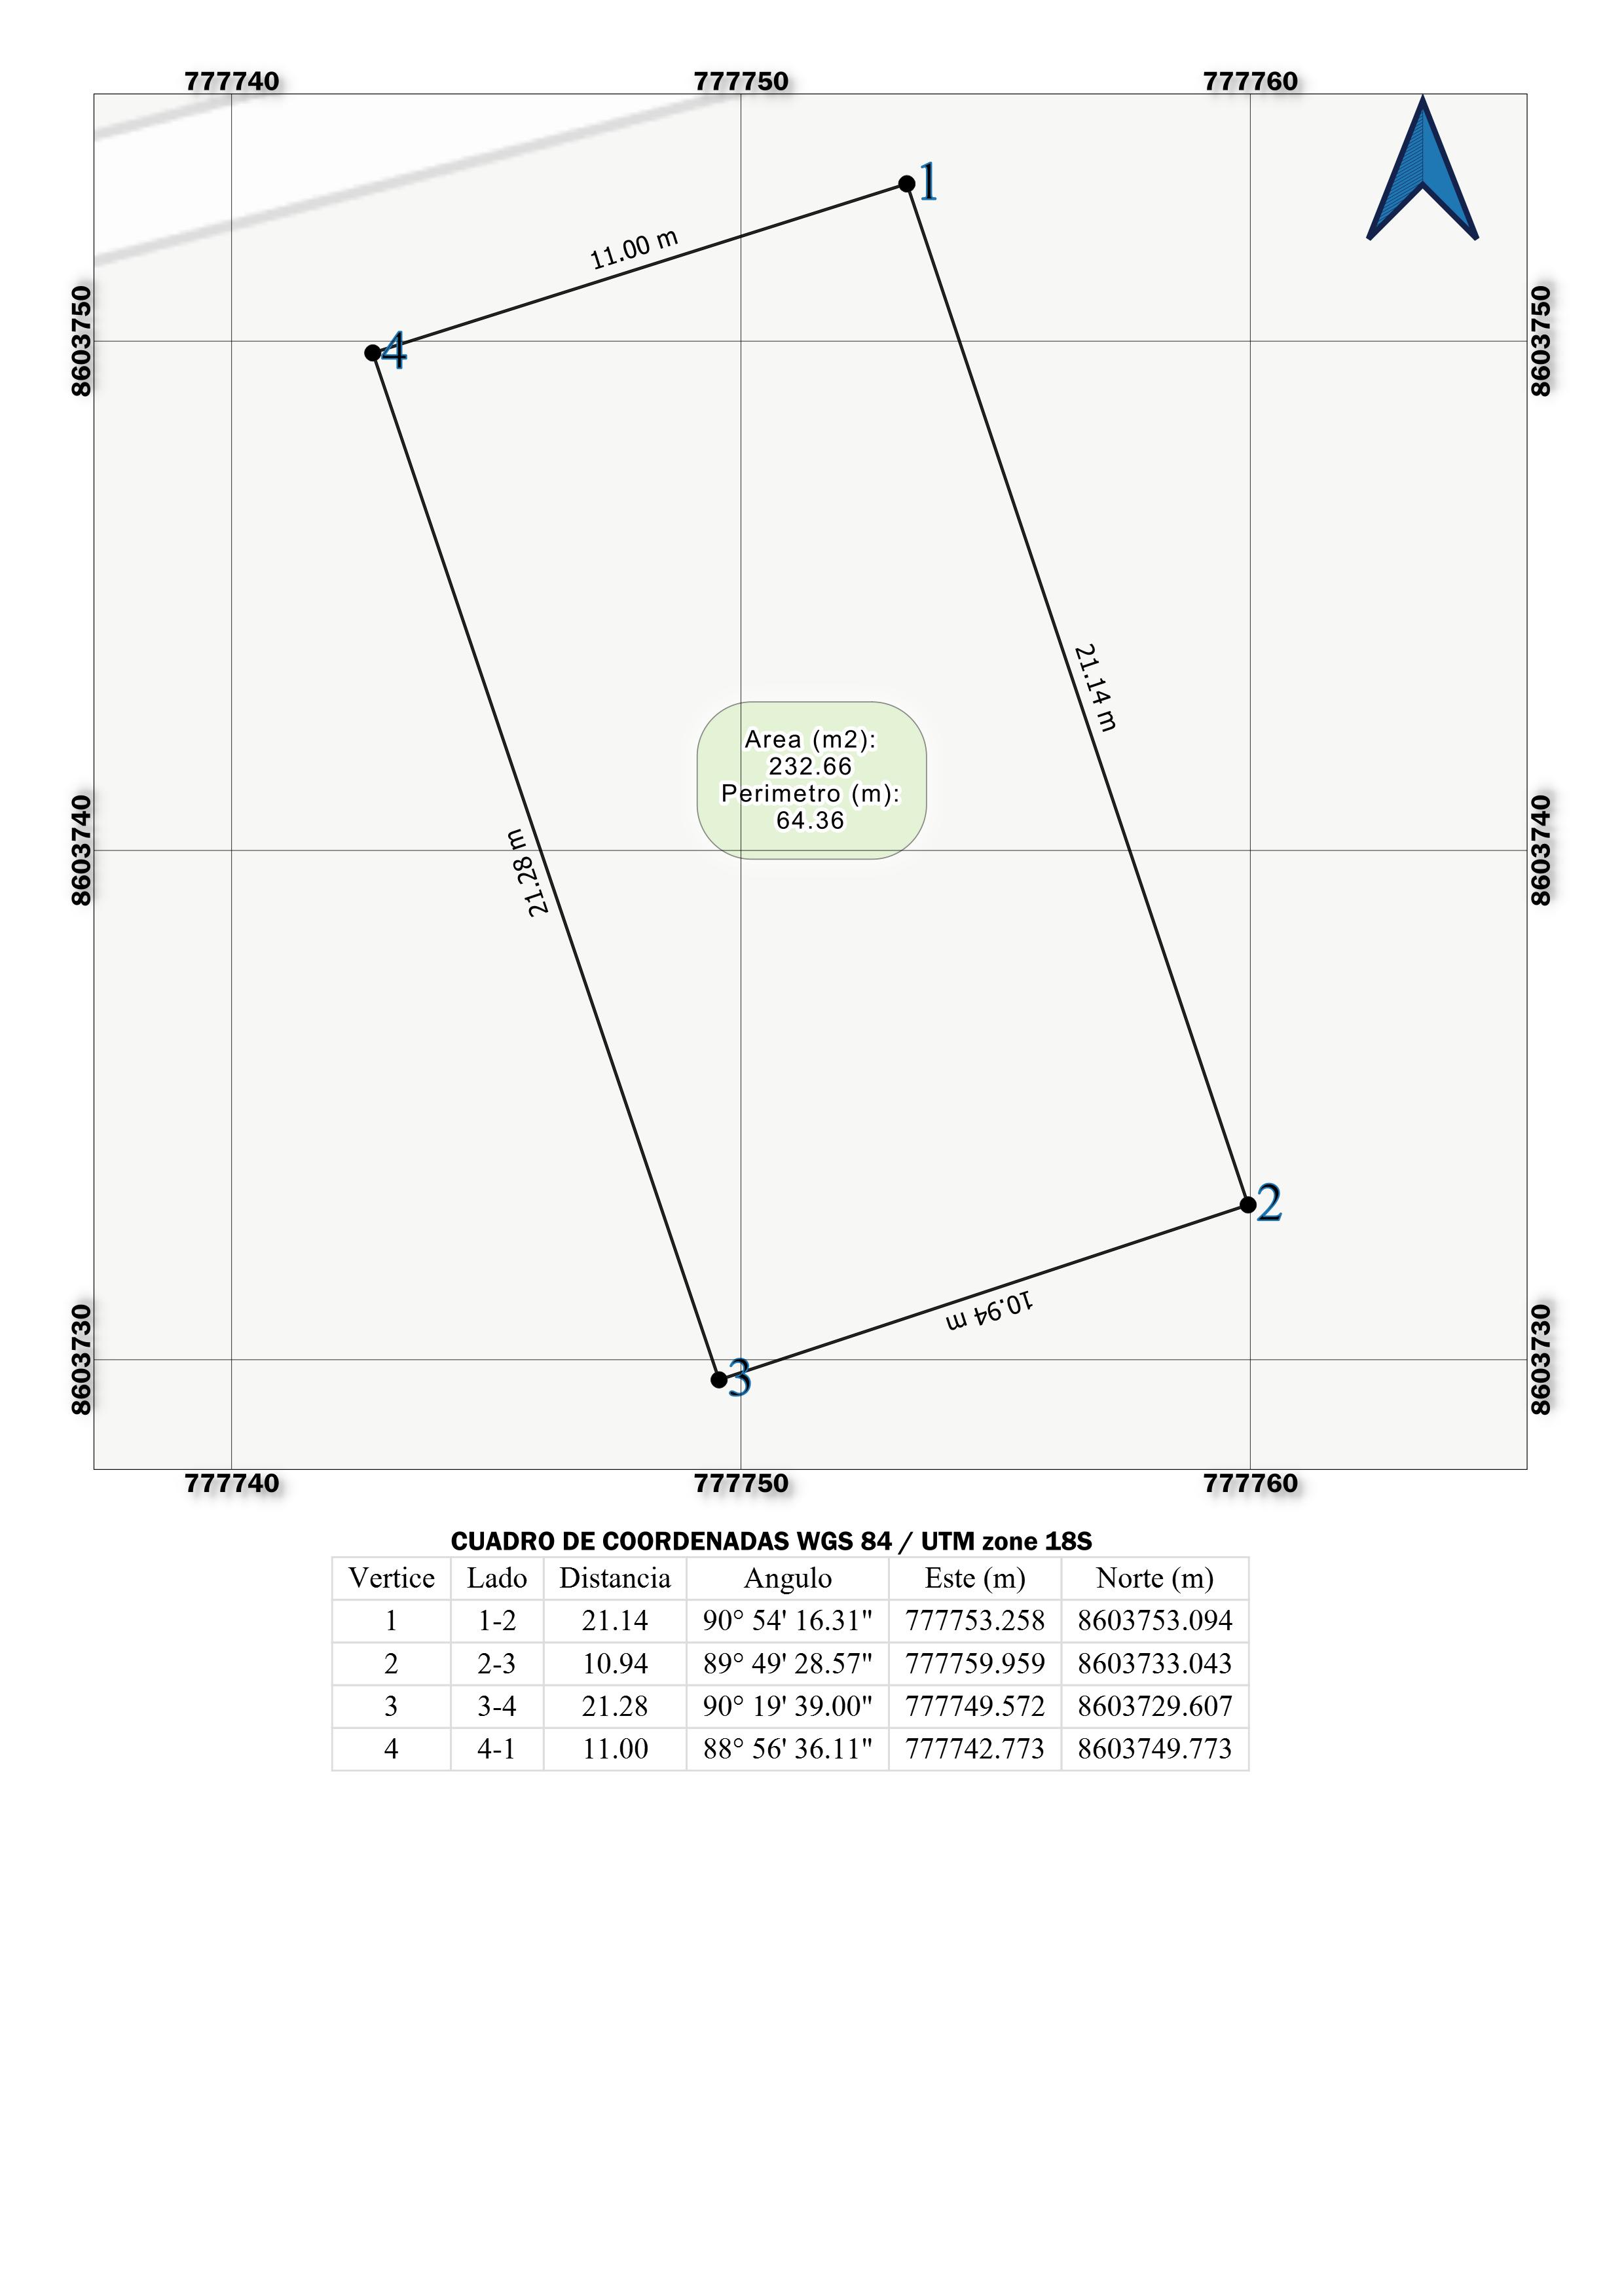 777740 777750 777760
1
11.00 m
8603750 8603750
4
21.14 m
Area (m2):
232.66
Perimetro (m):
64.36
8603740 8603740
21.28 m
2
10.94 m
8603730 8603730
3
777740 777750 777760
CUADRO DE COORDENADAS WGS 84 / UTM zone 18S
Vertice Lado Distancia Angulo Este (m) Norte (m)
1 1-2 21.14 90° 54' 16.31" 777753.258 8603753.094
2 2-3 10.94 89° 49' 28.57" 777759.959 8603733.043
3 3-4 21.28 90° 19' 39.00" 777749.572 8603729.607
4 4-1 11.00 88° 56' 36.11" 777742.773 8603749.773